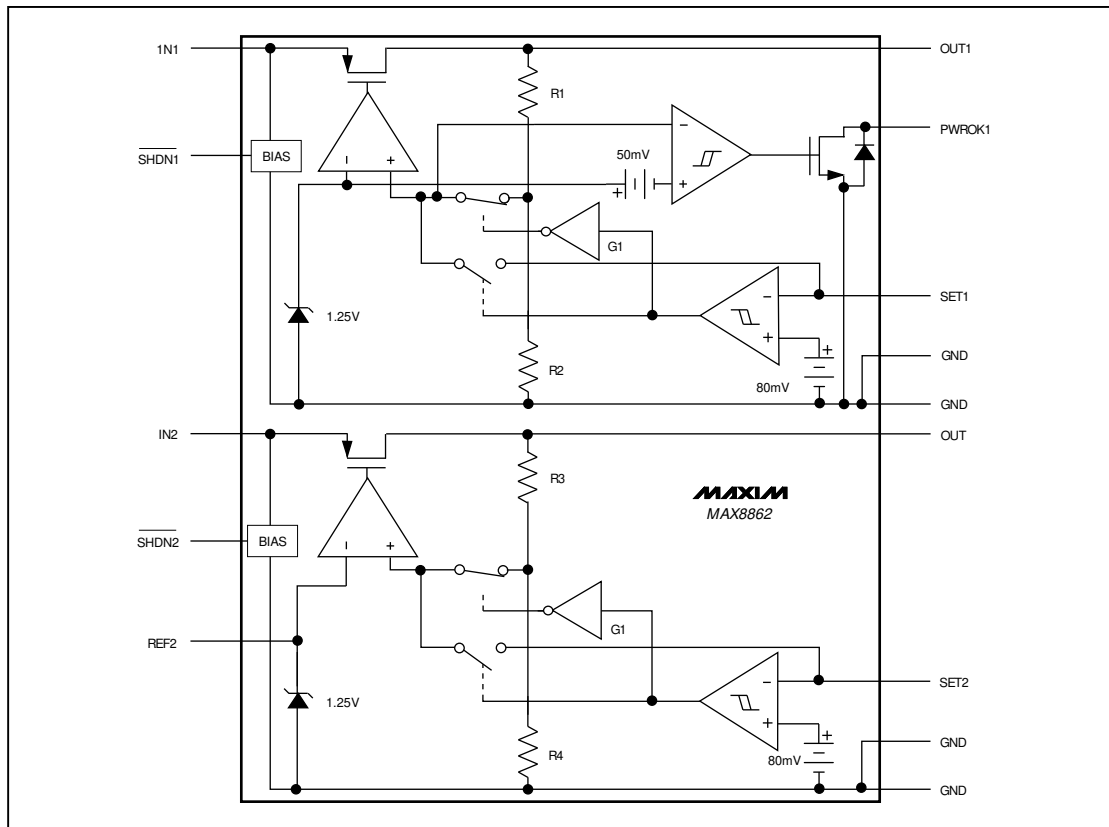 1N1
OUT1
R1
PWROK1
SHDN1
BIAS
50mV
−
+
− +
+
G1
1.25V
−
+
SET1
+
R2
80mV
GND
GND
IN2
OUT
R3
MAXIM
MAX8862
SHDN2
BIAS
− +
G1
REF2
1.25V
−
+
SET2
+
R4
80mV
GND
GND